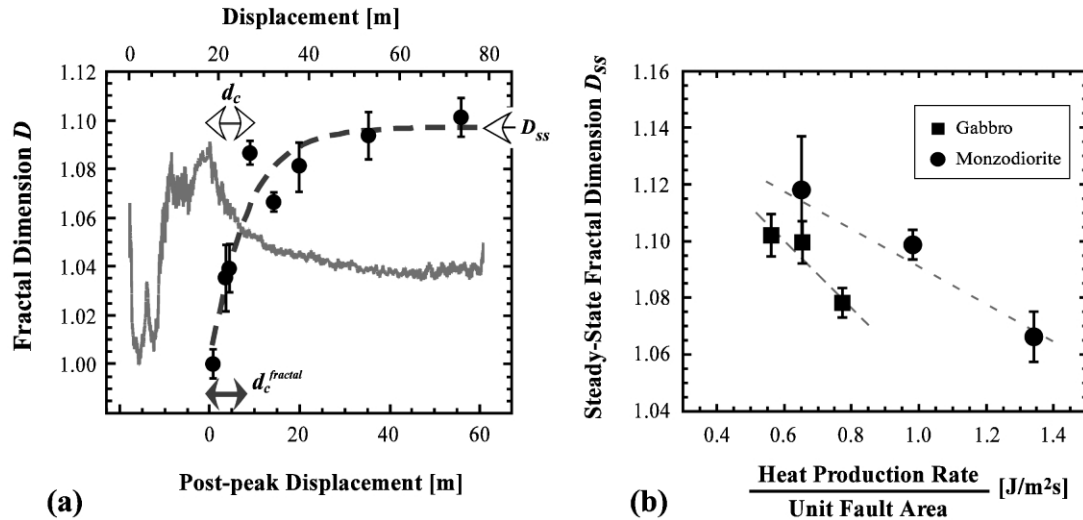 Displacement [m]
0 20 40 60 80
1.12
1.10
1.08
1.06
1.04
1.02
1.00
Fractal Dimension D
d_c
D_ss
d_c^fractal
0 20 40 60
Post-peak Displacement [m]
(a)
1.16
1.14
1.12
1.10
1.08
1.06
1.04
Steady-State Fractal Dimension D_SS
Gabbro
Monzodiorite
0.4 0.6 0.8 1.0 1.2 1.4
Heat Production Rate
Unit Fault Area
[J/m²s]
(b)